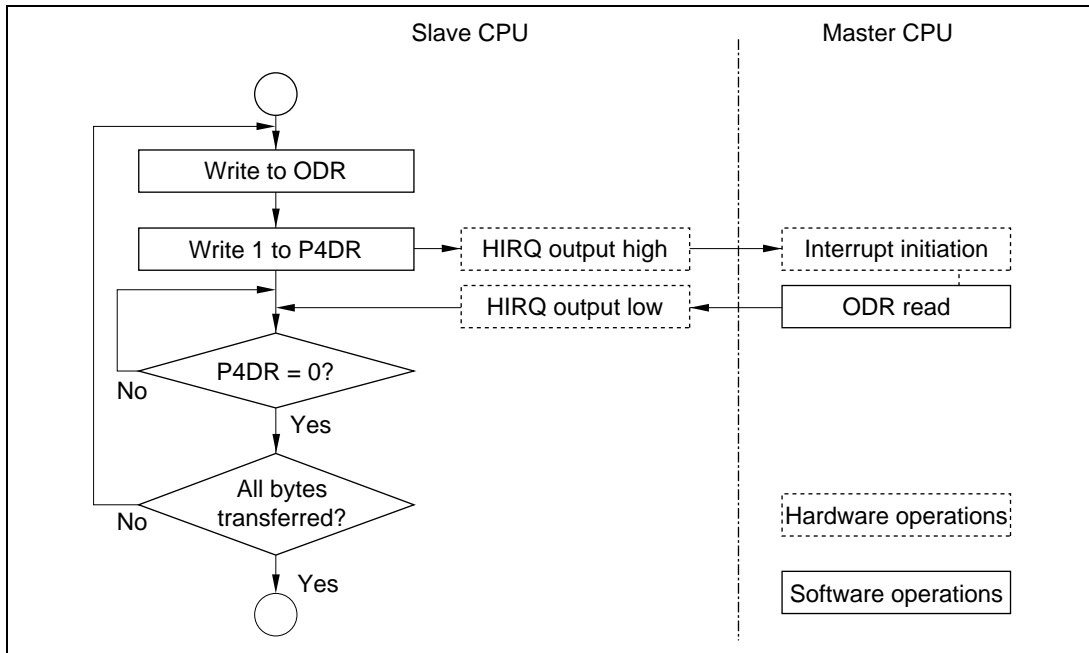 Slave CPU
Master CPU
Write to ODR
Write 1 to P4DR
HIRQ output high
Interrupt initiation
HIRQ output low
ODR read
P4DR = 0?
No
Yes
All bytes
transferred?
No
Yes
Hardware operations
Software operations